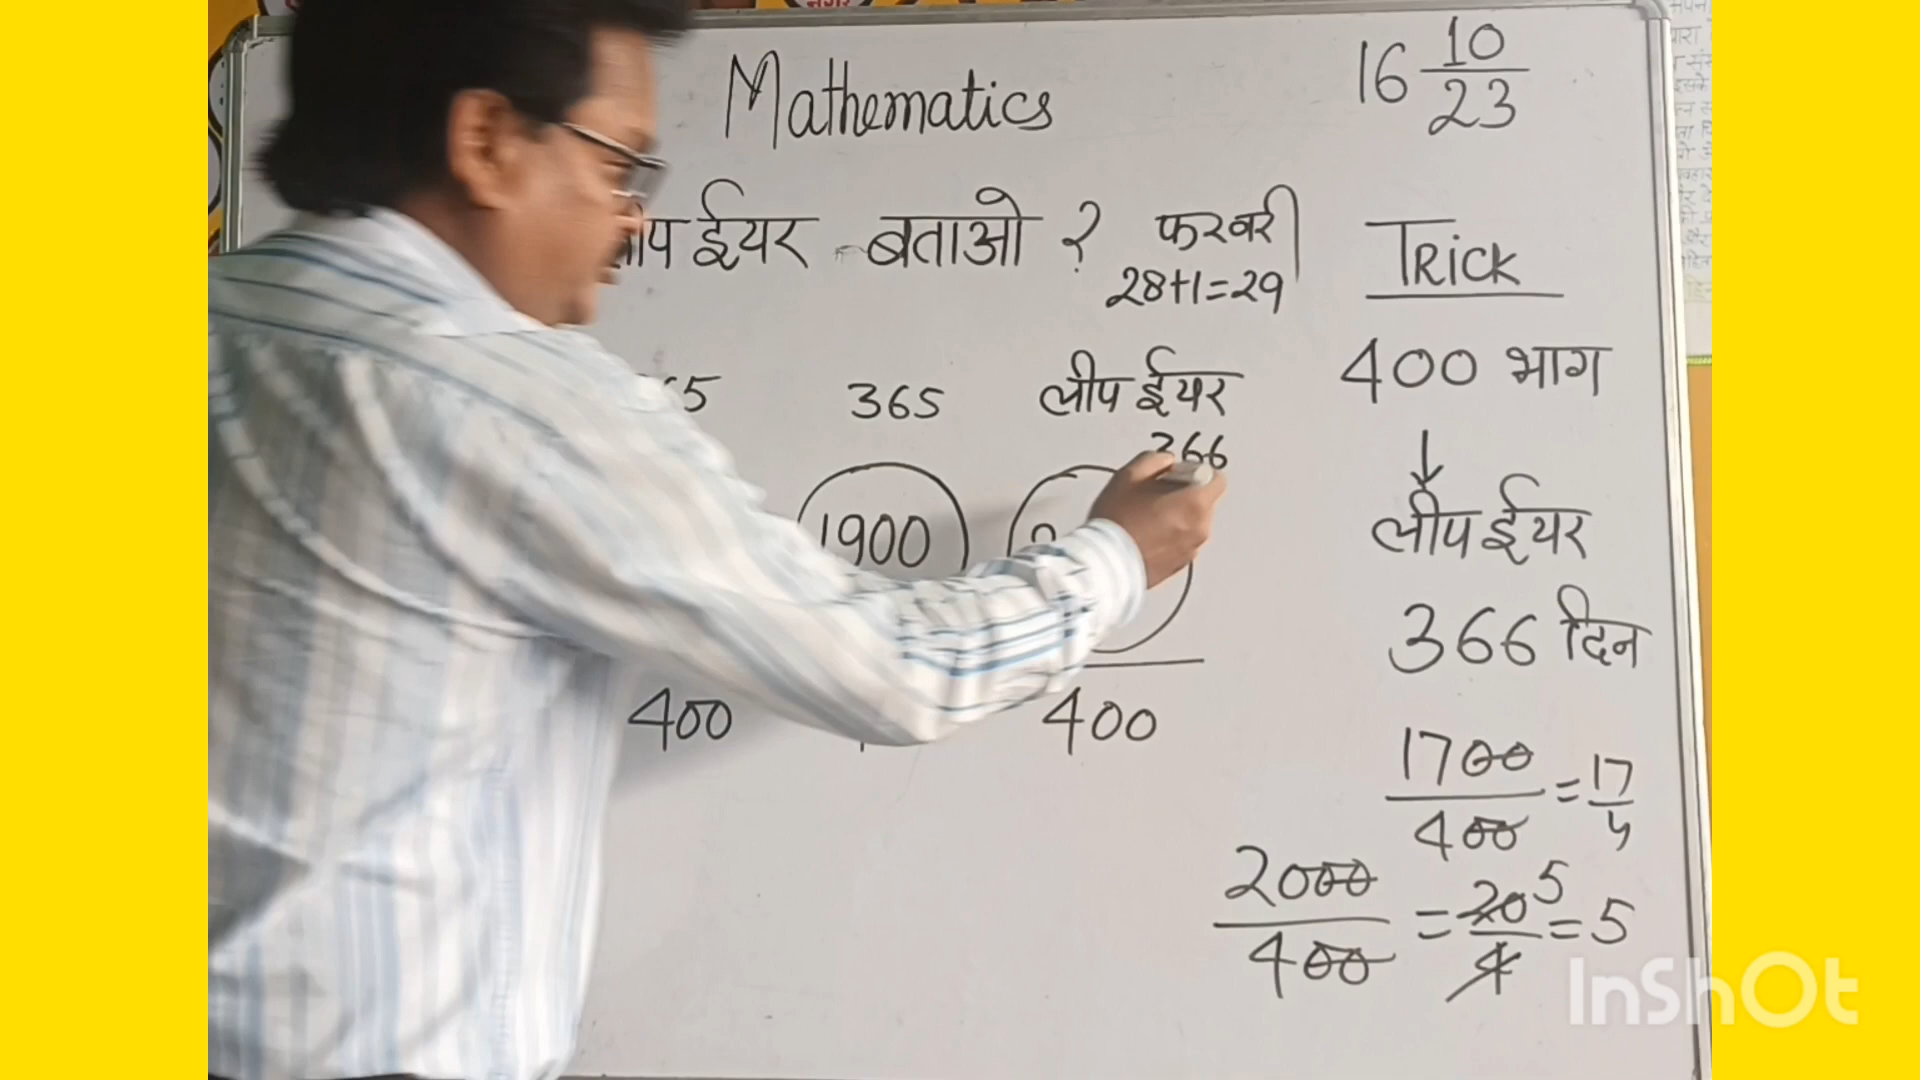 Mathematics
16 10/23
ईयर बताओ ?
फरवरी
28+1=29
TRICK
400 भाग
↓
लीप ईयर
366 दिन
365
लीप ईयर
366
1900
400
400
1700/400 = 17/4
2000/400 = 20/4 5 = 5
InShOt